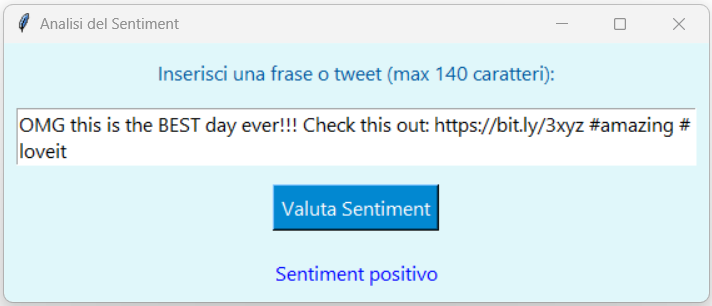 Analisi del Sentiment
Inserisci una frase o tweet (max 140 caratteri):
OMG this is the BEST day ever!!! Check this out: https://bit.ly/3xyz #amazing #
loveit
Valuta Sentiment
Sentiment positivo